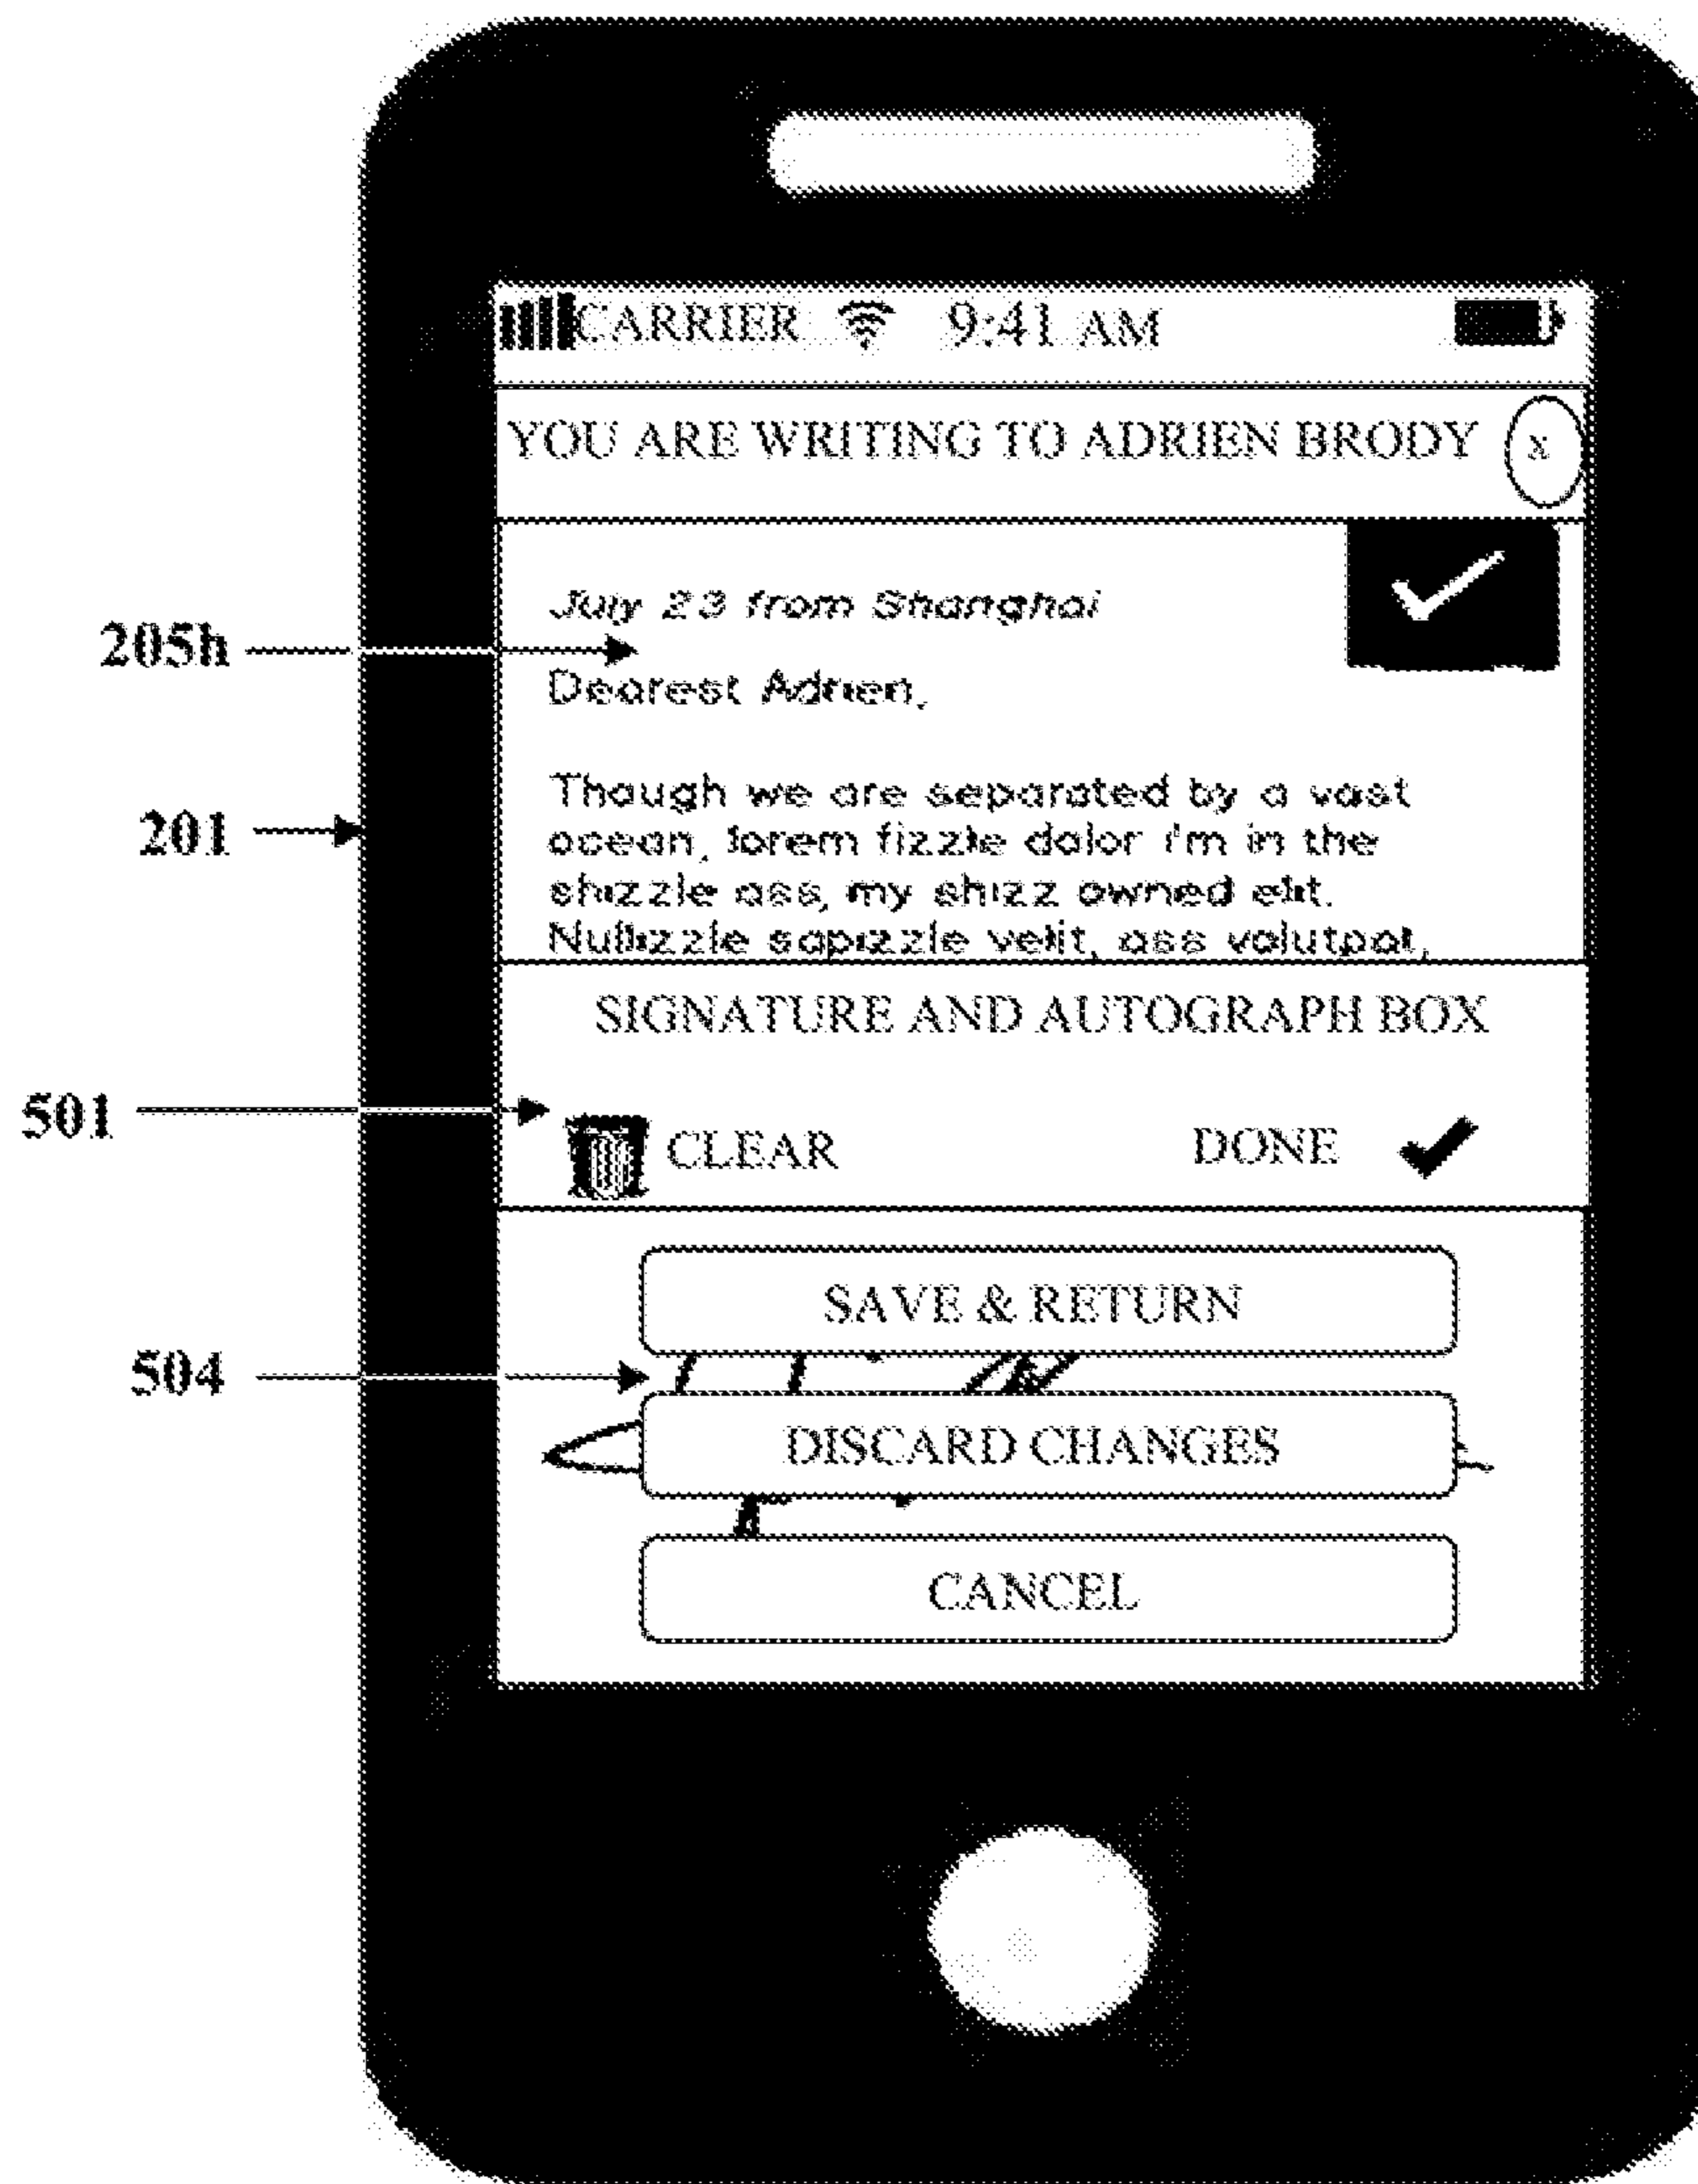 CARRIER 9:41 AM
YOU ARE WRITING TO ADRIEN BRODY x
July 23 from Shanghai
205h
Dearest Adrien,
Though we are separated by a vast
201
ocean, lorem fizzle dolor I'm in the
shizzle ass, my shizz owned elit.
Nullizzle sapizzle velit, ass volutpat,
SIGNATURE AND AUTOGRAPH BOX
501
CLEAR DONE
SAVE & RETURN
504
DISCARD CHANGES
CANCEL